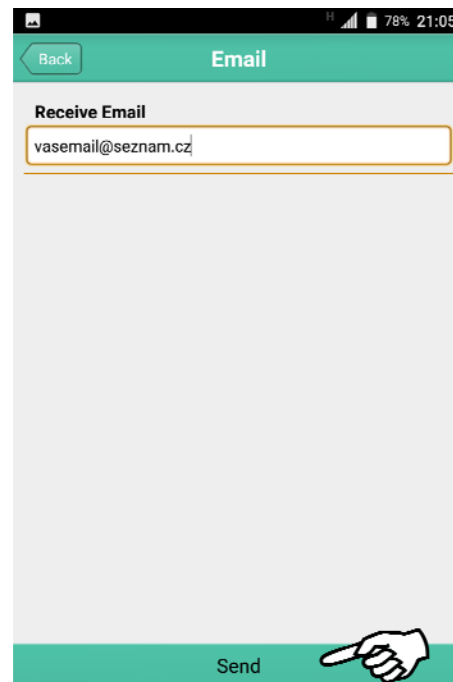 H 78% 21:05
Back Email
Receive Email
vasemail@seznam.cz
Send